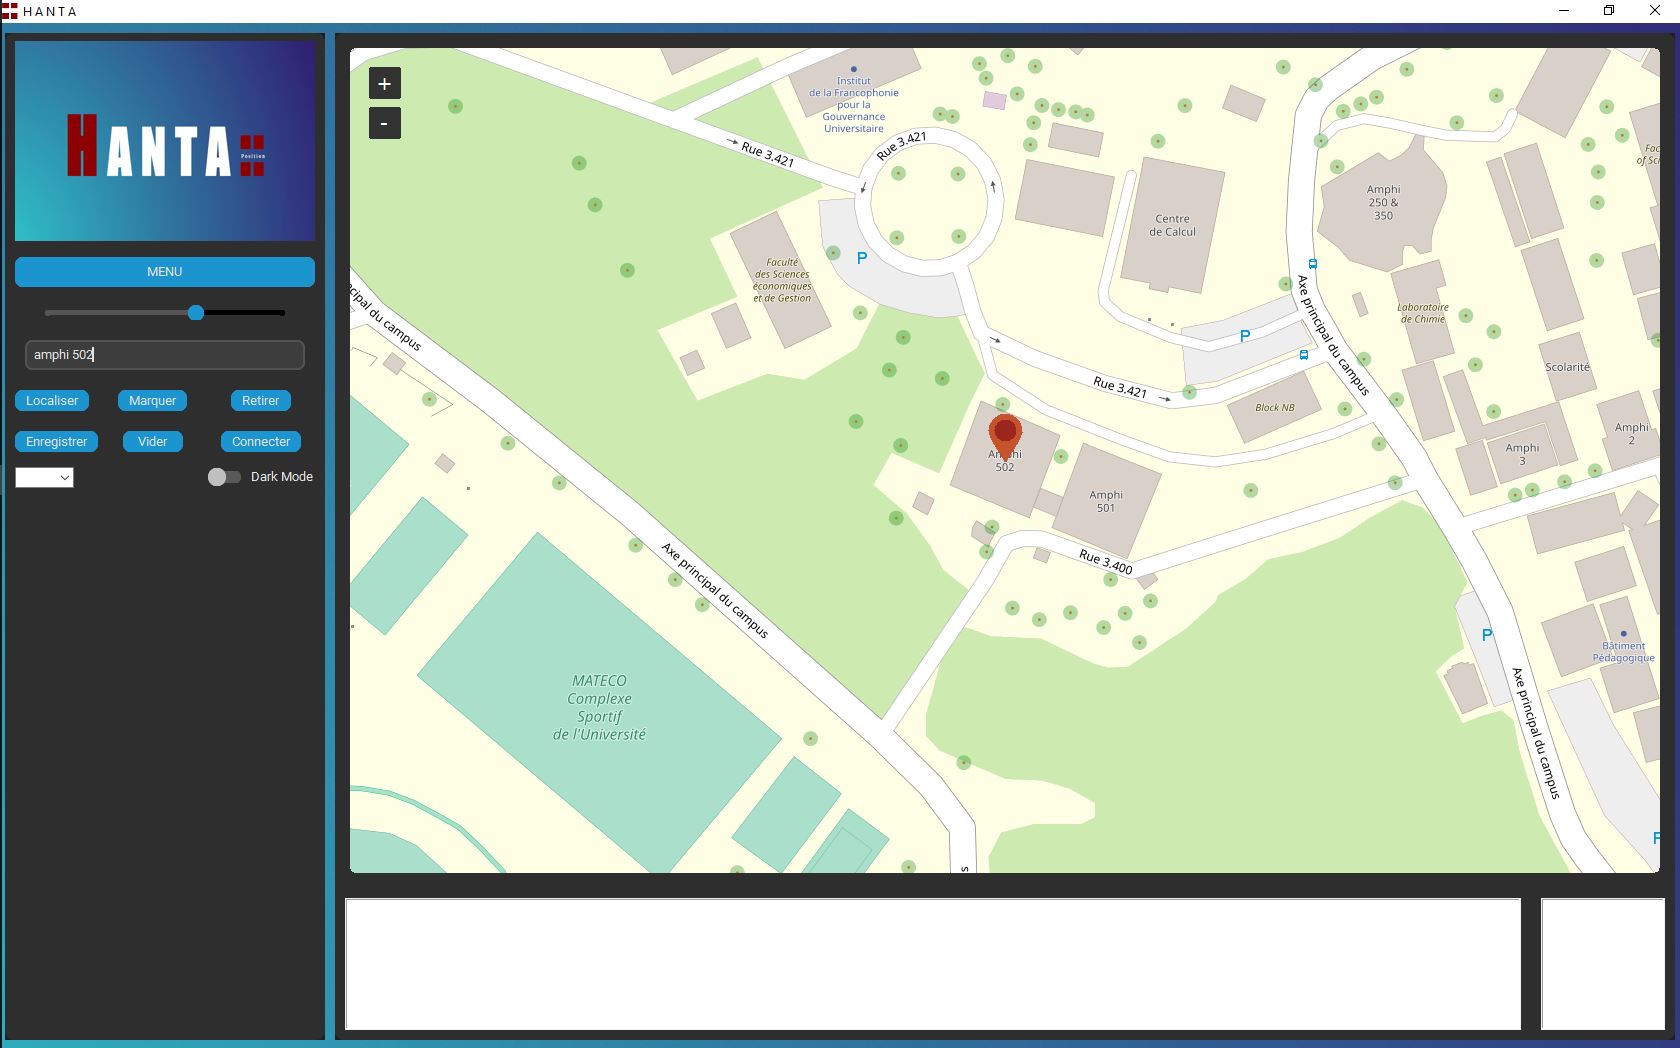 HANTA
HANTA
Position
MENU
amphi 502
Localiser
Marquer
Retirer
Enregistrer
Vider
Connecter
Dark Mode
+
-
Institut
de la Francophonie
pour la
Gouvernance
Universitaire
Rue 3.421
Rue 3.421
Amphi
250 &
350
Centre
de Calcul
P
Faculté
des Sciences
économiques
et de Gestion
cipal du campus
Axe principal du campus
Laboratoire
de Chimie
P
Scolarité
Rue 3.421
Block NB
Amphi
2
Amphi
3
Amphi
502
Amphi
501
Rue 3.400
Axe principal du campus
P
Bâtiment
Pédagogique
MATECO
Complexe
Sportif
de l'Université
Axe principal du campus
P
s